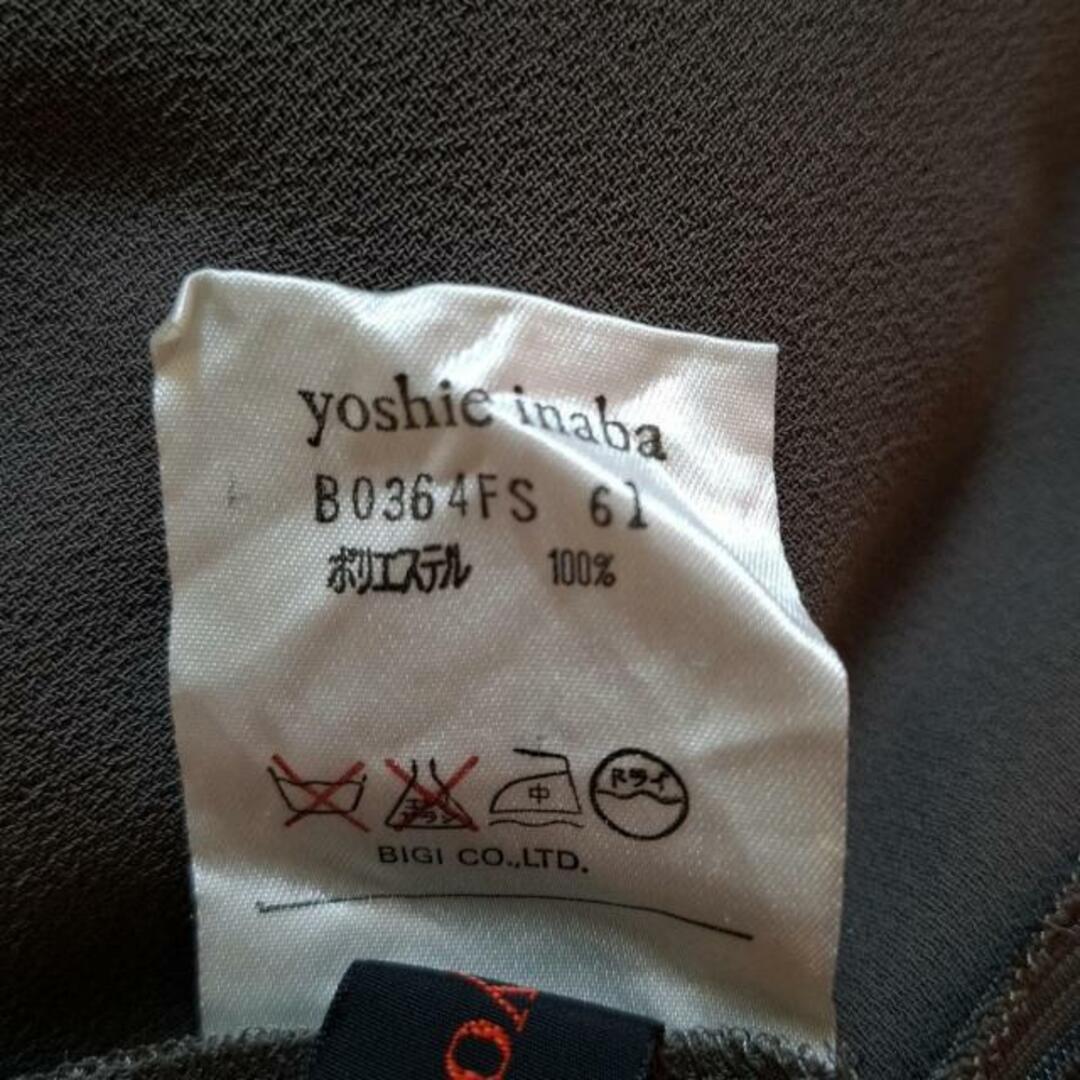 yoshie inaba
B0364FS 61
ポリエステル 100%
エンソ サラシ
中
ドライ
BIGI CO.,LTD.
yo